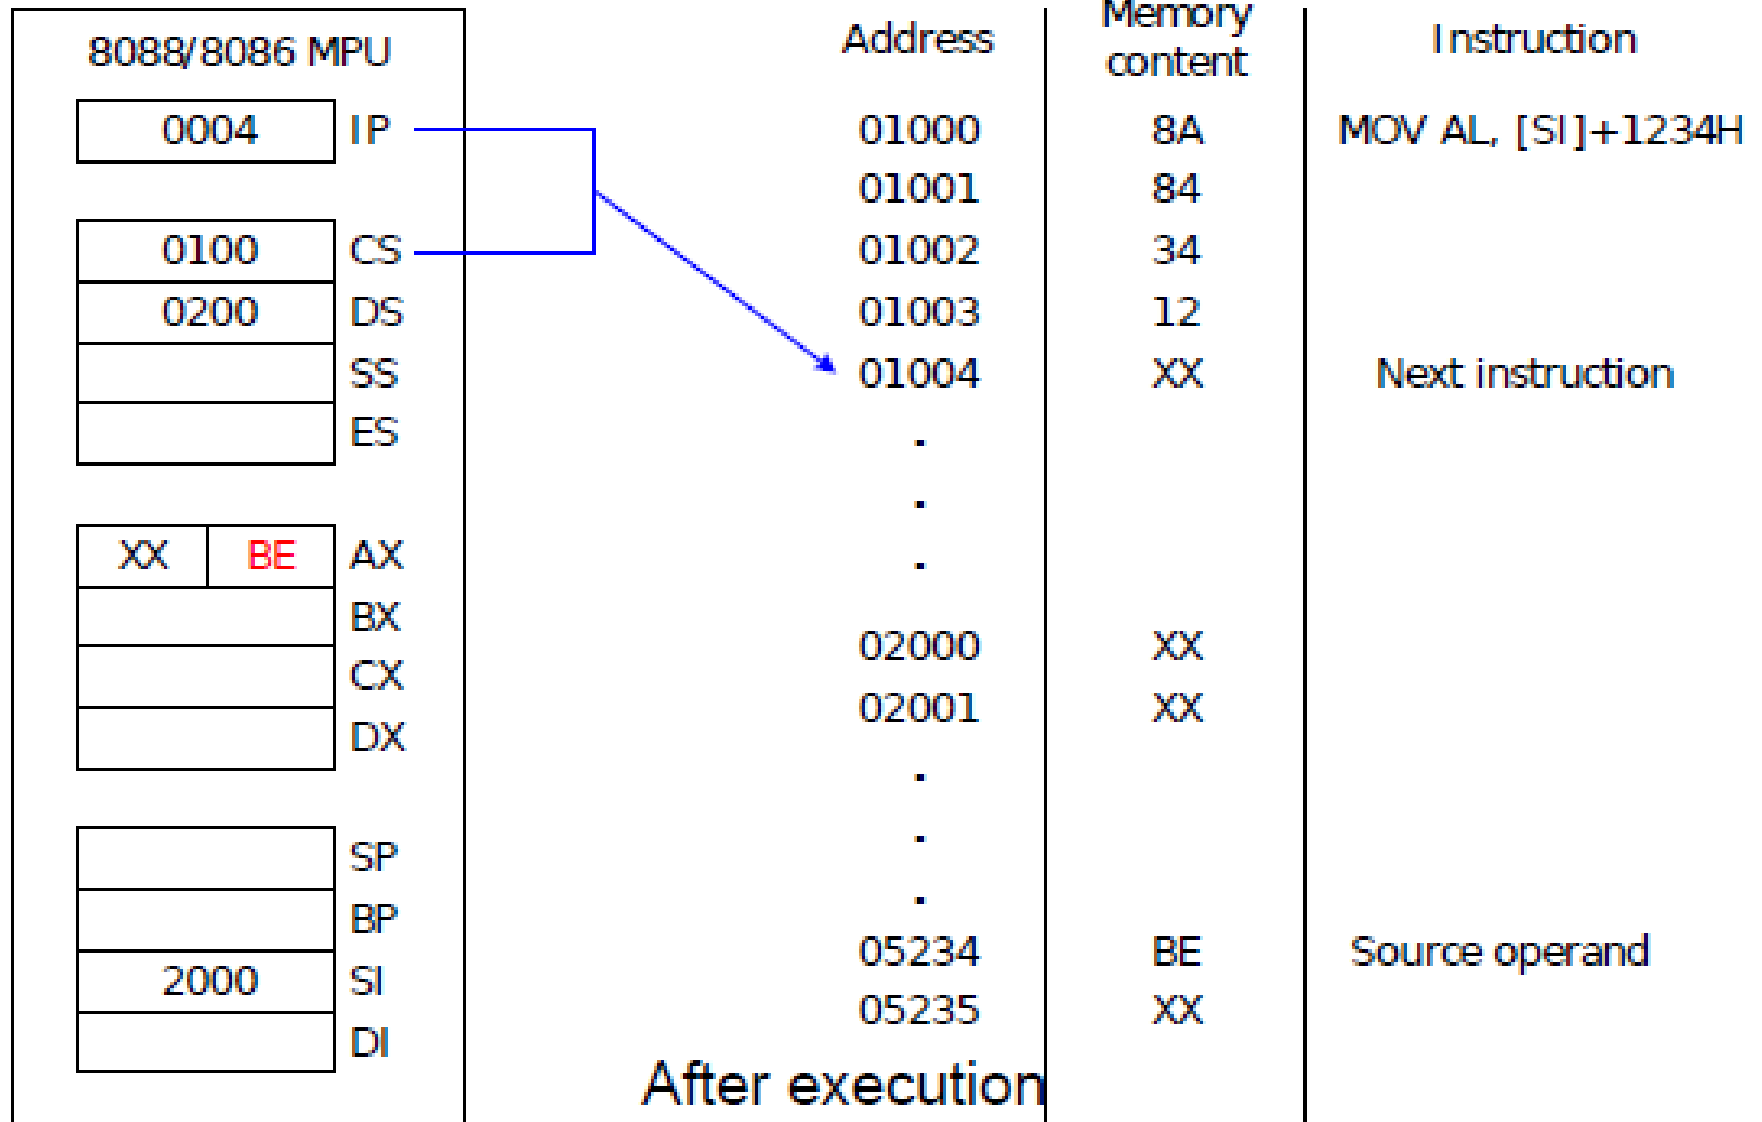 8088/8086 MPU
0004 IP
0100 CS
0200 DS
SS
ES
XX BE AX
BX
CX
DX
SP
BP
2000 SI
DI
Address Memory content Instruction
01000 8A MOV AL, [SI]+1234H
01001 84
01002 34
01003 12
01004 XX Next instruction
.
.
.
02000 XX
02001 XX
.
.
.
05234 BE Source operand
05235 XX
After execution